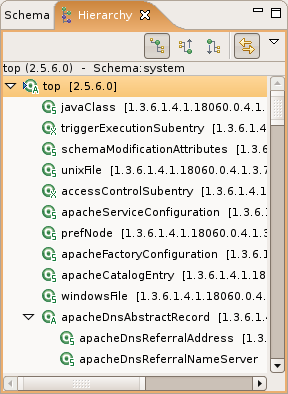 Schema Hierarchy
top (2.5.6.0) - Schema:system
top [2.5.6.0]
javaClass [1.3.6.1.4.1.18060.0.4.1.
triggerExecutionSubentry [1.3.6.1.4
schemaModificationAttributes [1.3.6.
unixFile [1.3.6.1.4.1.18060.0.4.1.3.7
accessControlSubentry [1.3.6.1.4.1.
apacheServiceConfiguration [1.3.6.1.
prefNode [1.3.6.1.4.1.18060.0.4.1.3
apacheFactoryConfiguration [1.3.6.1
apacheCatalogEntry [1.3.6.1.4.1.18
windowsFile [1.3.6.1.4.1.18060.0.4.
apacheDnsAbstractRecord [1.3.6.1.
apacheDnsReferralAddress [1.3.
apacheDnsReferralNameServer